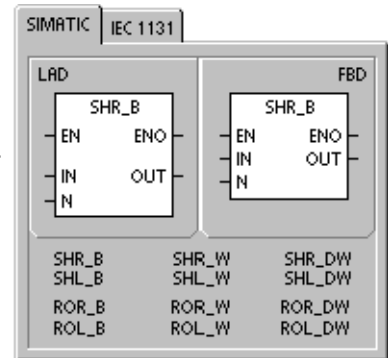 SIMATIC IEC 1131
LAD FBD
SHR_B SHR_B
EN ENO EN ENO
IN OUT IN OUT
N N
SHR_B SHR_W SHR_DW
SHL_B SHL_W SHL_DW
ROR_B ROR_W ROR_DW
ROL_B ROL_W ROL_DW